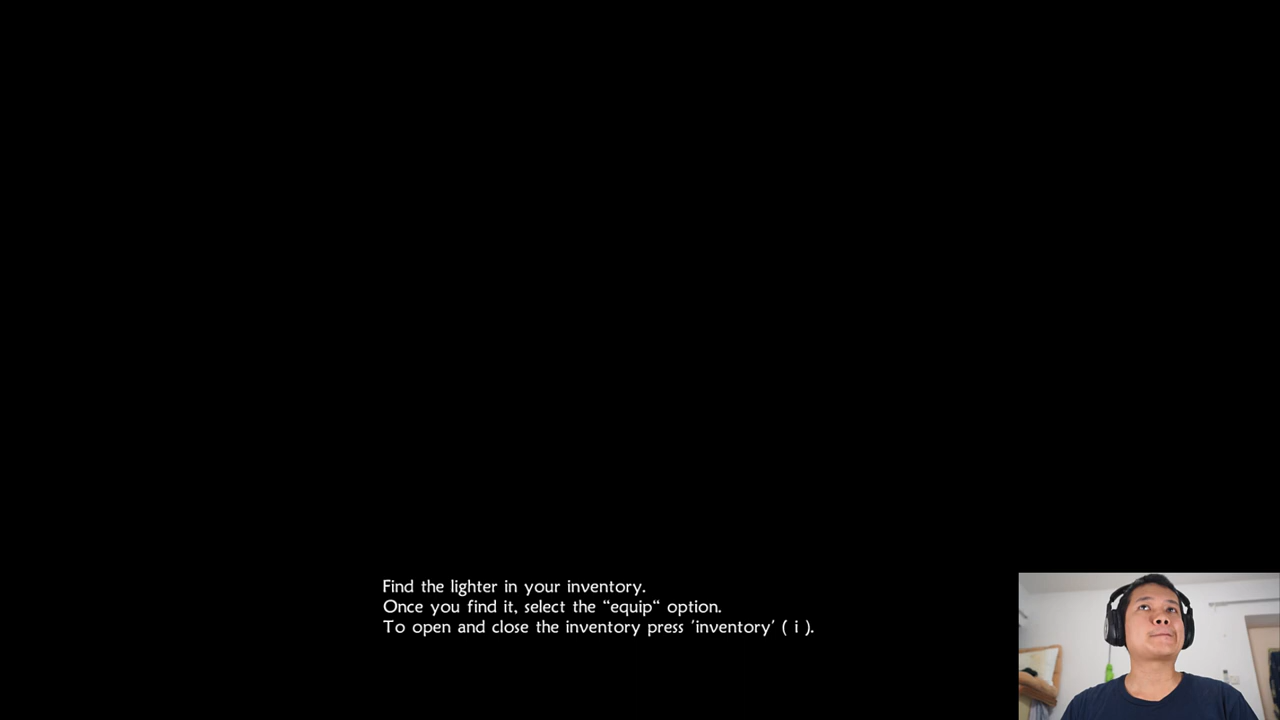 Find the lighter in your inventory.
Once you find it, select the “equip“ option.
To open and close the inventory press 'inventory' ( i ).